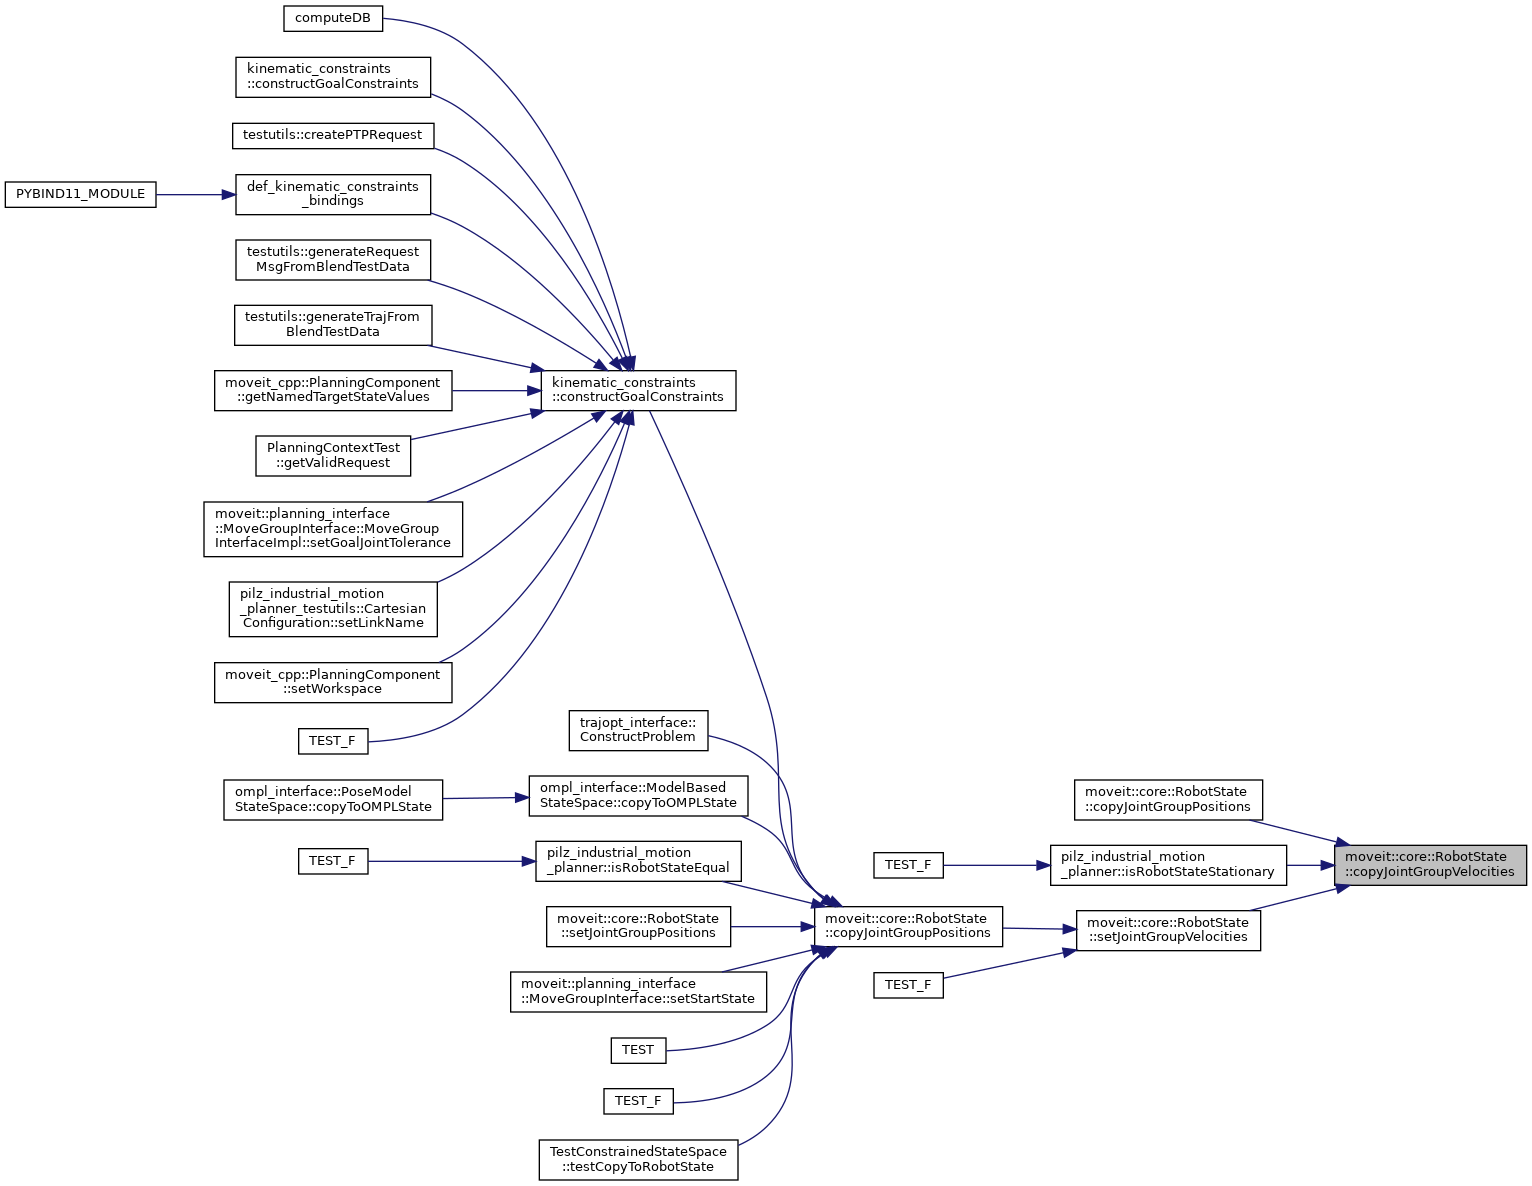 computeDB
kinematic_constraints
::constructGoalConstraints
testutils::createPTPRequest
PYBIND11_MODULE
def_kinematic_constraints
_bindings
testutils::generateRequest
MsgFromBlendTestData
testutils::generateTrajFrom
BlendTestData
moveit_cpp::PlanningComponent
::getNamedTargetStateValues
kinematic_constraints
::constructGoalConstraints
PlanningContextTest
::getValidRequest
moveit::planning_interface
::MoveGroupInterface::MoveGroup
InterfaceImpl::setGoalJointTolerance
pilz_industrial_motion
_planner_testutils::Cartesian
Configuration::setLinkName
moveit_cpp::PlanningComponent
::setWorkspace
TEST_F
trajopt_interface::
ConstructProblem
ompl_interface::PoseModel
StateSpace::copyToOMPLState
ompl_interface::ModelBased
StateSpace::copyToOMPLState
moveit::core::RobotState
::copyJointGroupPositions
TEST_F
pilz_industrial_motion
_planner::isRobotStateEqual
TEST_F
pilz_industrial_motion
_planner::isRobotStateStationary
moveit::core::RobotState
::copyJointGroupVelocities
moveit::core::RobotState
::setJointGroupPositions
moveit::core::RobotState
::copyJointGroupPositions
moveit::core::RobotState
::setJointGroupVelocities
moveit::planning_interface
::MoveGroupInterface::setStartState
TEST_F
TEST
TEST_F
TestConstrainedStateSpace
::testCopyToRobotState